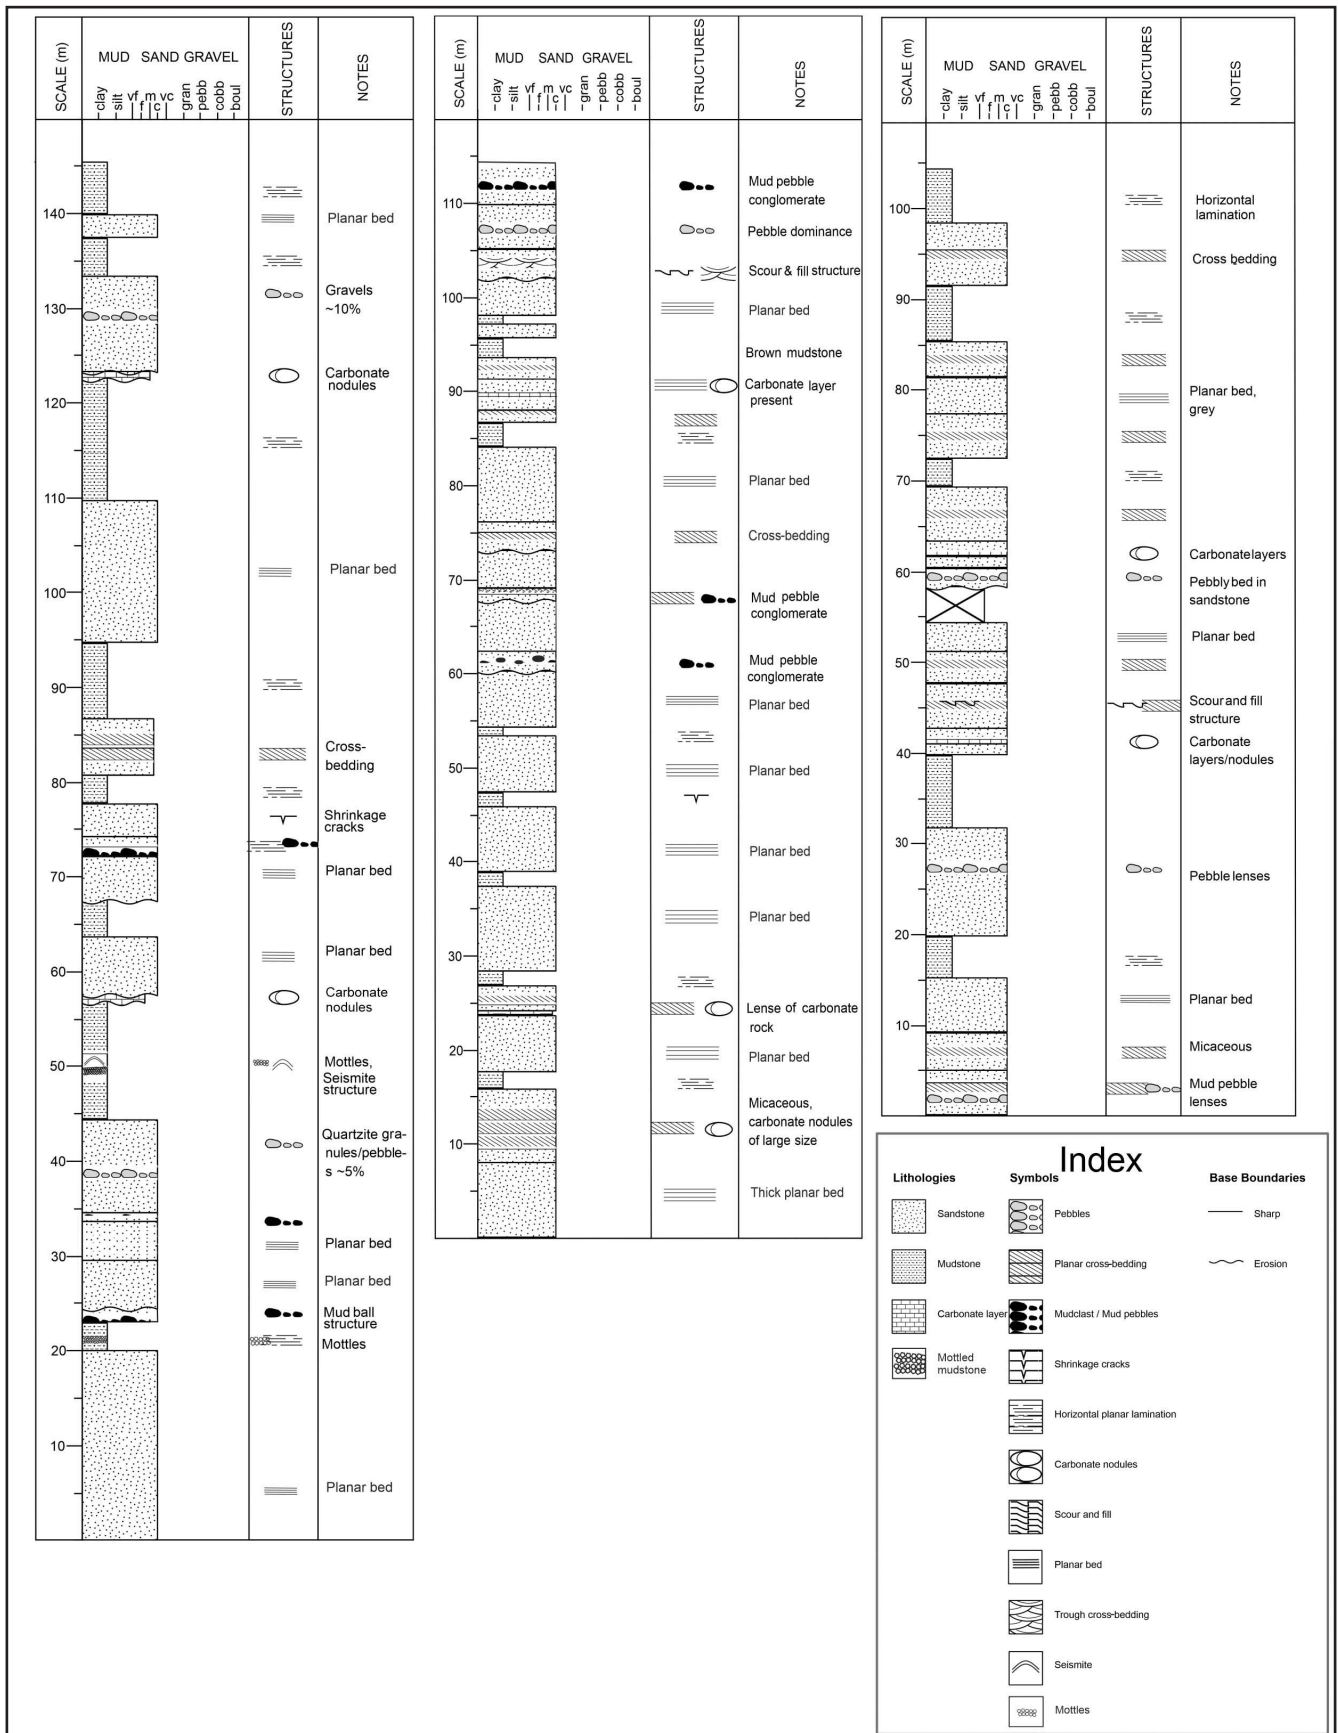 SCALE (m)
MUD SAND GRAVEL
clay
silt
vf
f
m
c
vc
gran
pebb
cobb
boul
STRUCTURES
NOTES
140
130
120
110
100
90
80
70
60
50
40
30
20
10
Planar bed
Gravels
~10%
Carbonate
nodules
Planar bed
Cross-
bedding
Shrinkage
cracks
Planar bed
Planar bed
Carbonate
nodules
Mottles,
Seismite
structure
Quartzite gra-
nules/pebble-
s ~5%
Planar bed
Planar bed
Mud ball
structure
Mottles
Planar bed
SCALE (m)
MUD SAND GRAVEL
clay
silt
vf
f
m
c
vc
gran
pebb
cobb
boul
STRUCTURES
NOTES
110
100
90
80
70
60
50
40
30
20
10
Mud pebble
conglomerate
Pebble dominance
Scour & fill structure
Planar bed
Brown mudstone
Carbonate layer
present
Planar bed
Cross-bedding
Mud pebble
conglomerate
Mud pebble
conglomerate
Planar bed
Planar bed
Planar bed
Planar bed
Lense of carbonate
rock
Planar bed
Micaceous,
carbonate nodules
of large size
Thick planar bed
SCALE (m)
MUD SAND GRAVEL
clay
silt
vf
f
m
c
vc
gran
pebb
cobb
boul
STRUCTURES
NOTES
100
90
80
70
60
50
40
30
20
10
Horizontal
lamination
Cross bedding
Planar bed,
grey
Carbonate layers
Pebbly bed in
sandstone
Planar bed
Scour and fill
structure
Carbonate
layers/nodules
Pebble lenses
Planar bed
Micaceous
Mud pebble
lenses
Index
Lithologies
Sandstone
Mudstone
Carbonate layer
Mottled
mudstone
Symbols
Pebbles
Planar cross-bedding
Mudclast / Mud pebbles
Shrinkage cracks
Horizontal planar lamination
Carbonate nodules
Scour and fill
Planar bed
Trough cross-bedding
Seismite
Mottles
Base Boundaries
Sharp
Erosion